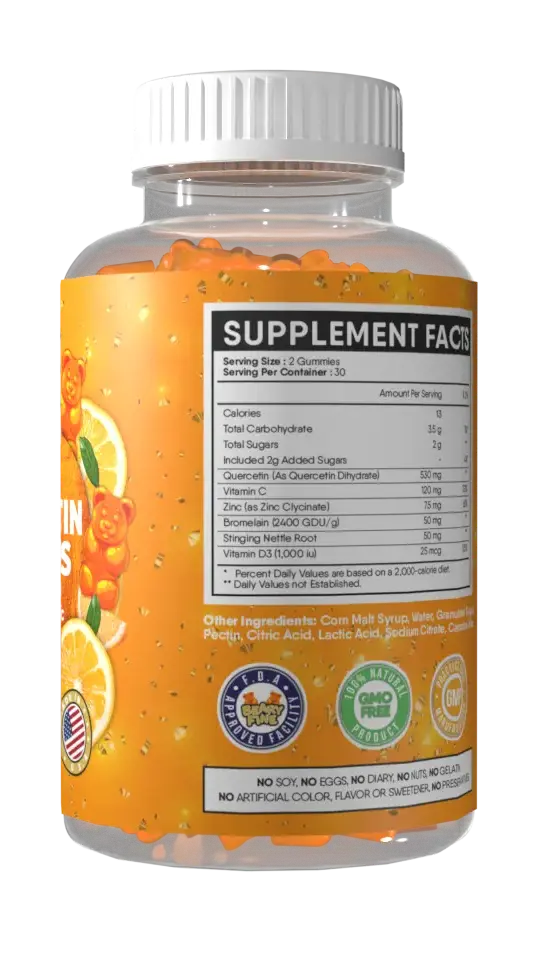 SUPPLEMENT FACTS
Serving Size : 2 Gummies
Serving Per Container : 30
Amount Per Serving
Calories 13
Total Carbohydrate 3.5 g
Total Sugars 2 g *
Included 2g Added Sugars -
Quercetin (As Quercetin Dihydrate) 530 mg
Vitamin C 120 mg
Zinc (as Zinc Glycinate) 7.5 mg
Bromelain (2400 GDU/g) 50 mg *
Stinging Nettle Root 50 mg *
Vitamin D3 (1,000 iu) 25 mcg
* Percent Daily Values are based on a 2,000-calorie diet
** Daily Values not Established.
TIN
S
Other Ingredients: Corn Malt Syrup, Water,
Pectin, Citric Acid, Lactic Acid, Sodium Citrate,
F.D.A
BEARY
FINE
APPROVED FACILITY
100% NATURAL
GMO
FREE
PRODUCT
GMP
NO SOY, NO EGGS, NO DIARY, NO NUTS, NO GELATI
NO ARTIFICIAL COLOR, FLAVOR OR SWEETENER, NO PRESER